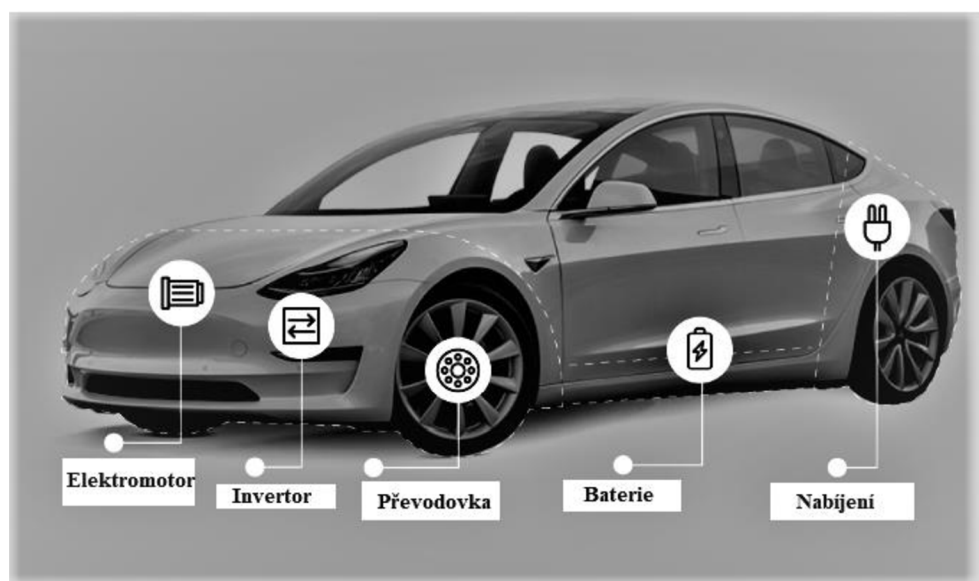 Elektromotor
Invertor
Převodovka
Baterie
Nabíjení